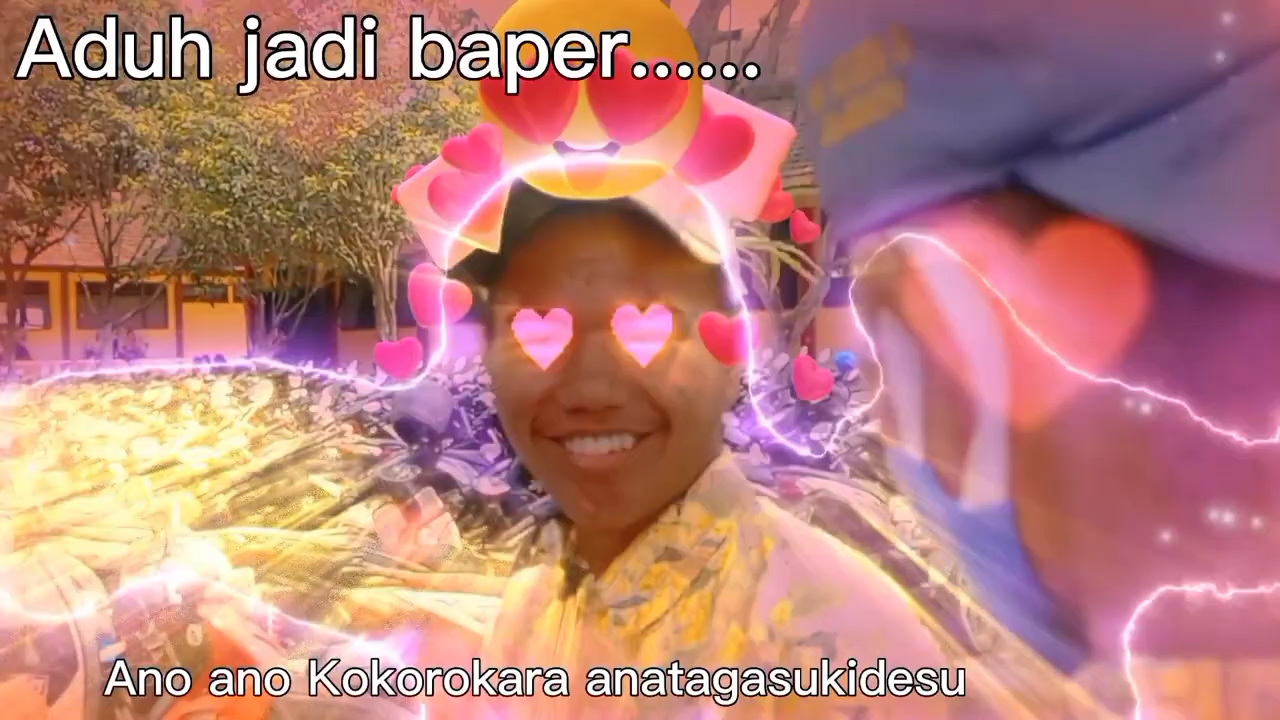 Aduh jadi baper......
Ano ano Kokorokara anatagasukidesu